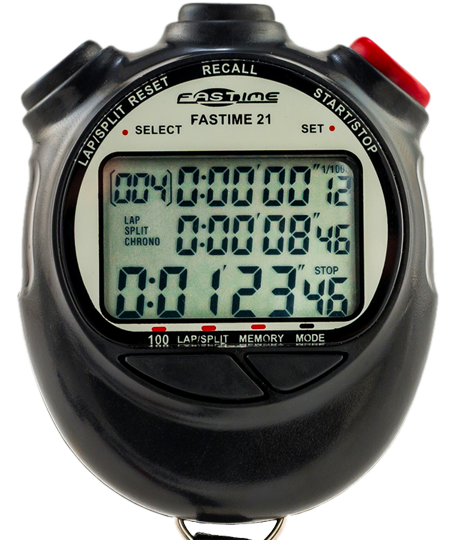 RECALL
LAP/SPLIT RESET
START/STOP
FASTIME
FASTIME 21
SELECT
SET
1/100
004 0:00'00"12
LAP
SPLIT
CHRONO
0:00'08"46
STOP
0:01'23"46
100 LAP/SPLIT MEMORY MODE